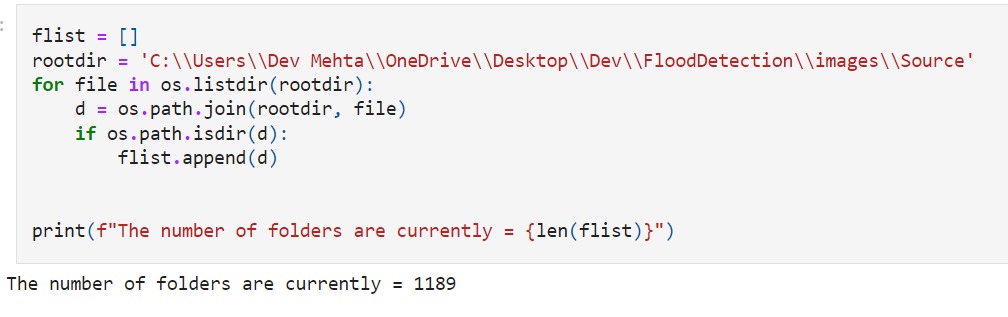 :
flist = []
rootdir = 'C:\\Users\\Dev Mehta\\OneDrive\\Desktop\\Dev\\FloodDetection\\images\\Source'
for file in os.listdir(rootdir):
    d = os.path.join(rootdir, file)
    if os.path.isdir(d):
        flist.append(d)
print(f"The number of folders are currently = {len(flist)}")
The number of folders are currently = 1189